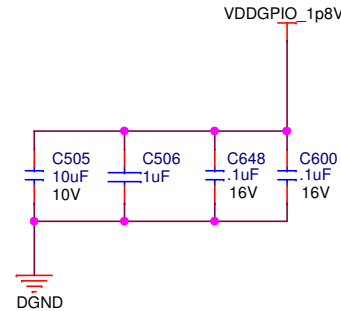 VDDGPIO_1p8V
C505
10uF
10V
C506
1uF
C648
.1uF
16V
C600
.1uF
16V
DGND